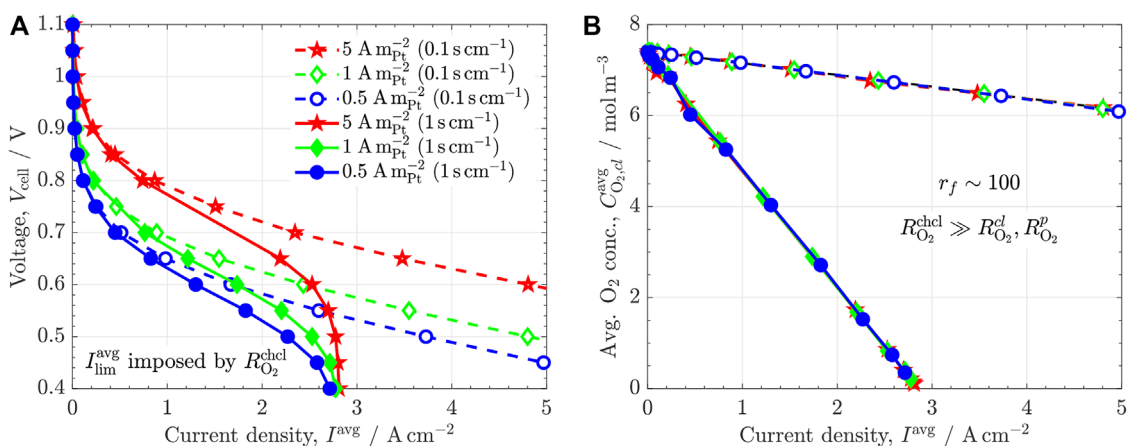 A
Voltage, V_cell / V
1.1
1.0
0.9
0.8
0.7
0.6
0.5
0.4
5 A m_Pt^−2 (0.1 s cm^−1)
1 A m_Pt^−2 (0.1 s cm^−1)
0.5 A m_Pt^−2 (0.1 s cm^−1)
5 A m_Pt^−2 (1 s cm^−1)
1 A m_Pt^−2 (1 s cm^−1)
0.5 A m_Pt^−2 (1 s cm^−1)
I_lim^avg imposed by R_O2^chcl
0 1 2 3 4 5
Current density, I^avg / A cm^−2
B
Avg. O2 conc., C_O2,cl^avg / mol m^−3
8
6
4
2
0
r_f ∼ 100
R_O2^chcl ≫ R_O2^cl, R_O2^p
0 1 2 3 4 5
Current density, I^avg / A cm^−2